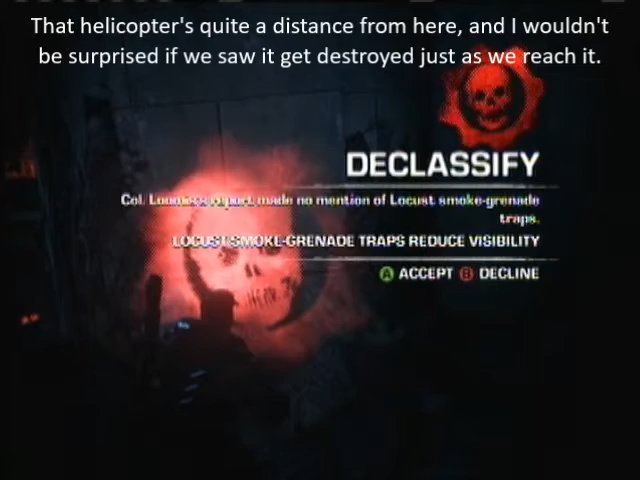 That helicopter's quite a distance from here, and I wouldn't
be surprised if we saw it get destroyed just as we reach it.
DECLASSIFY
Col. Loomis's report made no mention of Locust smoke-grenade
traps.
LOCUST SMOKE-GRENADE TRAPS REDUCE VISIBILITY
A ACCEPT B DECLINE